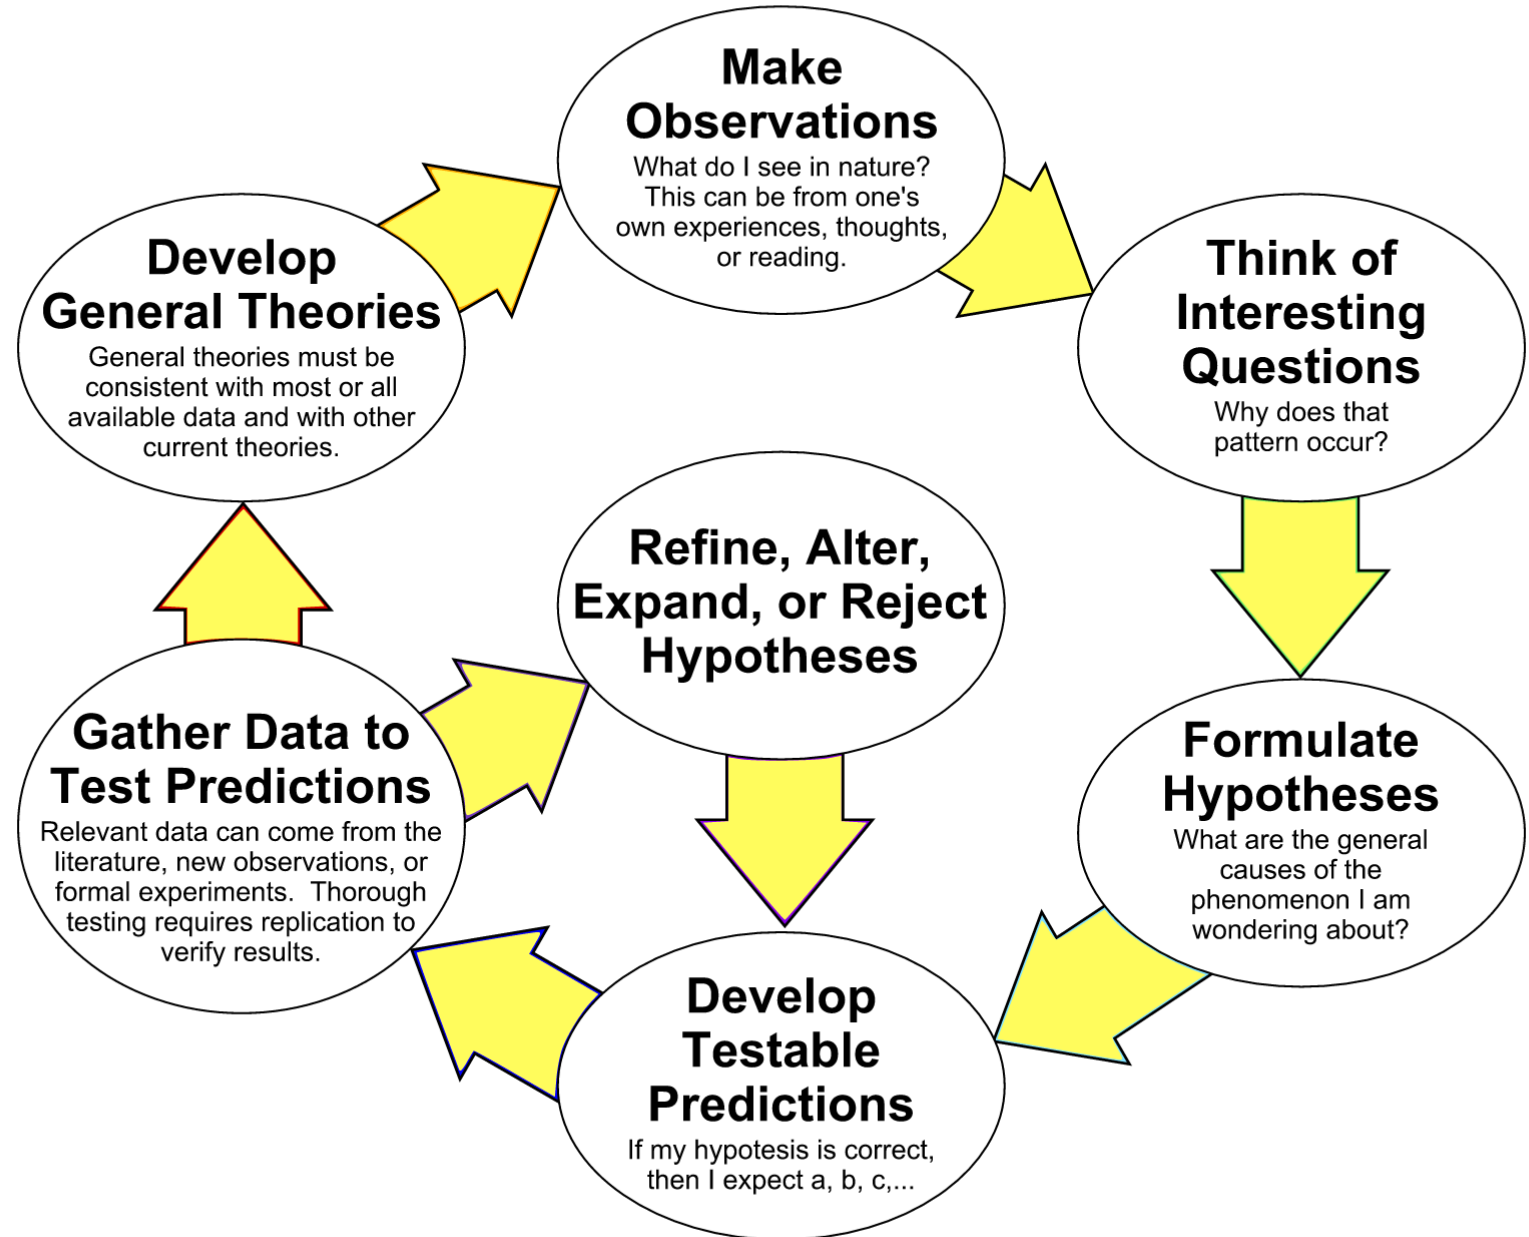 Make
Observations
What do I see in nature?
This can be from one's
own experiences, thoughts,
or reading.
Think of
Interesting
Questions
Why does that
pattern occur?
Formulate
Hypotheses
What are the general
causes of the
phenomenon I am
wondering about?
Develop
Testable
Predictions
If my hypotesis is correct,
then I expect a, b, c,...
Gather Data to
Test Predictions
Relevant data can come from the
literature, new observations, or
formal experiments.  Thorough
testing requires replication to
verify results.
Refine, Alter,
Expand, or Reject
Hypotheses
Develop
General Theories
General theories must be
consistent with most or all
available data and with other
current theories.